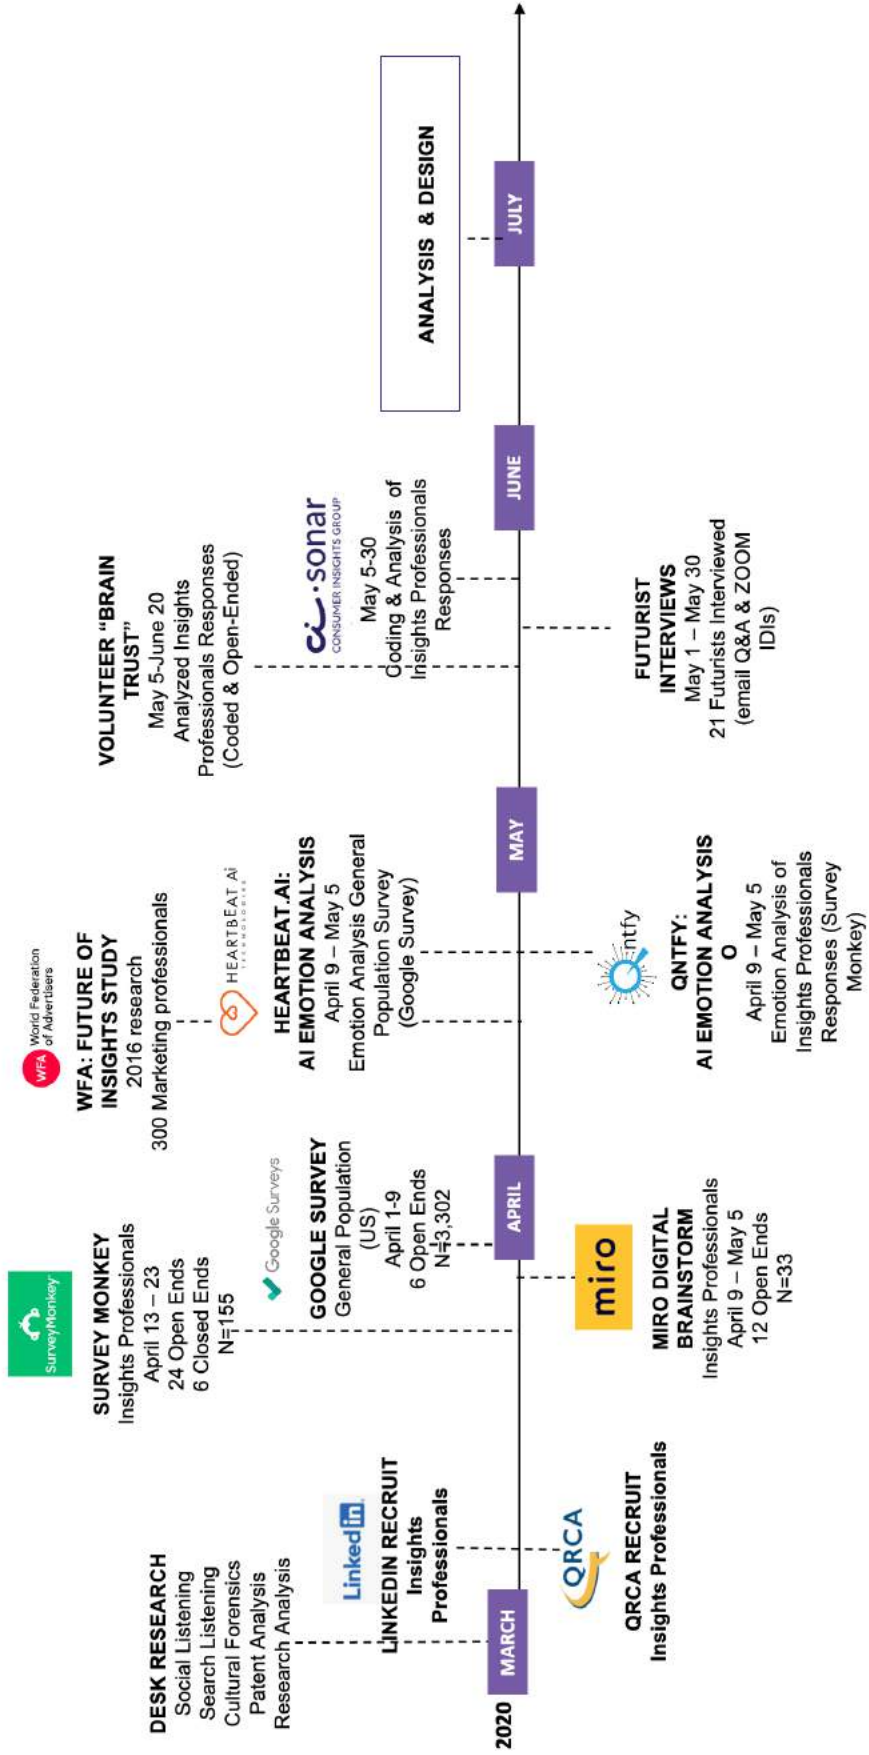 2020
MARCH
APRIL
MAY
JUNE
JULY
DESK RESEARCH
Social Listening
Search Listening
Cultural Forensics
Patent Analysis
Research Analysis
Linked in
LINKEDIN RECRUIT
Insights
Professionals
QRCA
QRCA RECRUIT
Insights Professionals
SurveyMonkey
SURVEY MONKEY
Insights Professionals
April 13 – 23
24 Open Ends
6 Closed Ends
N=155
Google Surveys
GOOGLE SURVEY
General Population
(US)
April 1-9
6 Open Ends
N=3,302
miro
MIRO DIGITAL
BRAINSTORM
Insights Professionals
April 9 – May 5
12 Open Ends
N=33
WFA
World Federation
of Advertisers
WFA: FUTURE OF
INSIGHTS STUDY
2016 research
300 Marketing professionals
HEARTBEAT Ai
TECHNOLOGIES
HEARTBEAT.AI:
AI EMOTION ANALYSIS
April 9 – May 5
Emotion Analysis General
Population Survey
(Google Survey)
Qntfy
QNTFY:
AI EMOTION ANALYSIS
O
April 9 – May 5
Emotion Analysis of
Insights Professionals
Responses (Survey
Monkey)
VOLUNTEER “BRAIN
TRUST”
May 5-June 20
Analyzed Insights
Professionals Responses
(Coded & Open-Ended)
ci·sonar
CONSUMER INSIGHTS GROUP
May 5-30
Coding & Analysis of
Insights Professionals
Responses
FUTURIST
INTERVIEWS
May 1 – May 30
21 Futurists Interviewed
(email Q&A & ZOOM
IDIs)
ANALYSIS & DESIGN